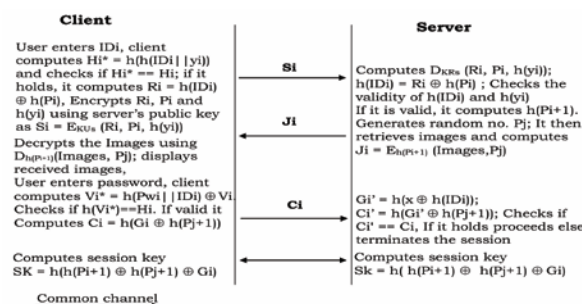 Client
Server
User enters IDi, client
computes Hi* = h(h(IDi||yi)
and checks if Hi* == Hi; if it
holds, it computes Ri = h(IDi)
⊕ h(Pi), Encrypts Ri, Pi and
h(yi) using server's public key
as Si = EKUs (Ri, Pi, h(yi))
Decrypts the Images using
Dh(Pi+1)(Images, Pj); displays
received images,
User enters password, client
computes Vi* = h(Pwi||IDi) ⊕ Vi.
Checks if h(Vi*)==Hi. If valid it
Computes Ci = h(Gi ⊕ h(Pj+1))
Computes session key
SK = h(h(Pi+1) ⊕ h(Pj+1) ⊕ Gi)
Common channel
Si
Ji
Ci
Computes DKRs (Ri, Pi, h(yi));
h(IDi) = Ri ⊕ h(Pi) ; Checks the
validity of h(IDi) and h(yi)
If it is valid, it computes h(Pi+1).
Generates random no. Pj; It then
retrieves images and computes
Ji = Eh(Pi+1) (Images,Pj)
Gi' = h(x ⊕ h(IDi));
Ci' = h(Gi' ⊕ h(Pj+1)); Checks if
Ci' == Ci, If it holds proceeds else
terminates the session
Computes session key
Sk = h( h(Pi+1) ⊕ h(Pj+1) ⊕ Gi)